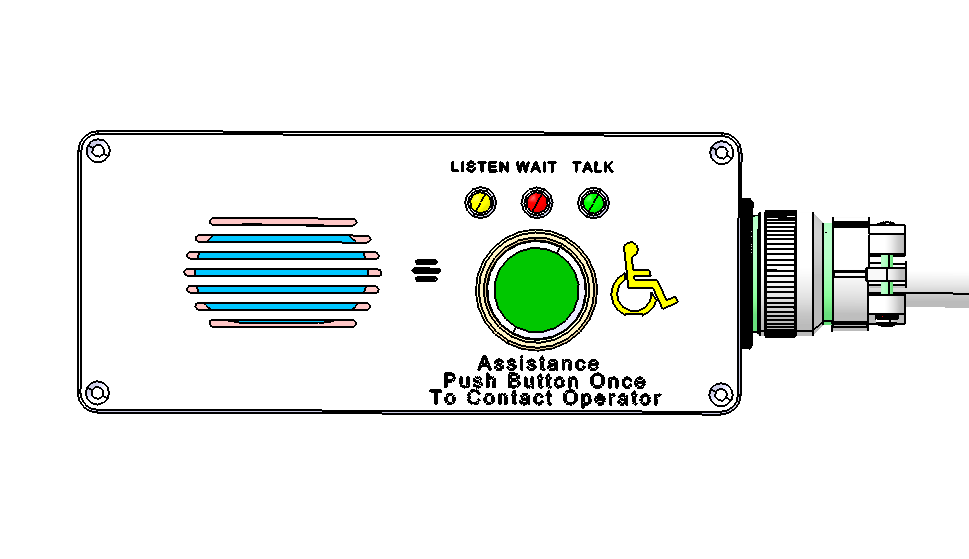 LISTEN WAIT TALK
Assistance
Push Button Once
To Contact Operator